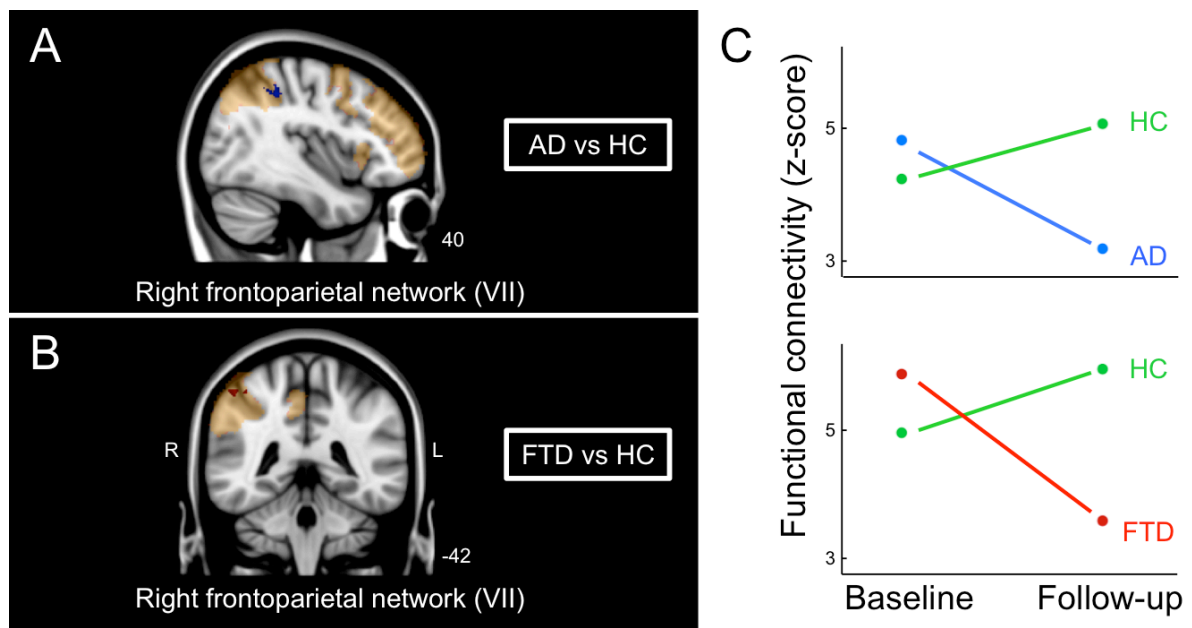 A
AD vs HC
40
Right frontoparietal network (VII)
B
R
L
FTD vs HC
-42
Right frontoparietal network (VII)
C
Functional connectivity (z-score)
5
3
HC
AD
5
3
HC
FTD
Baseline
Follow-up